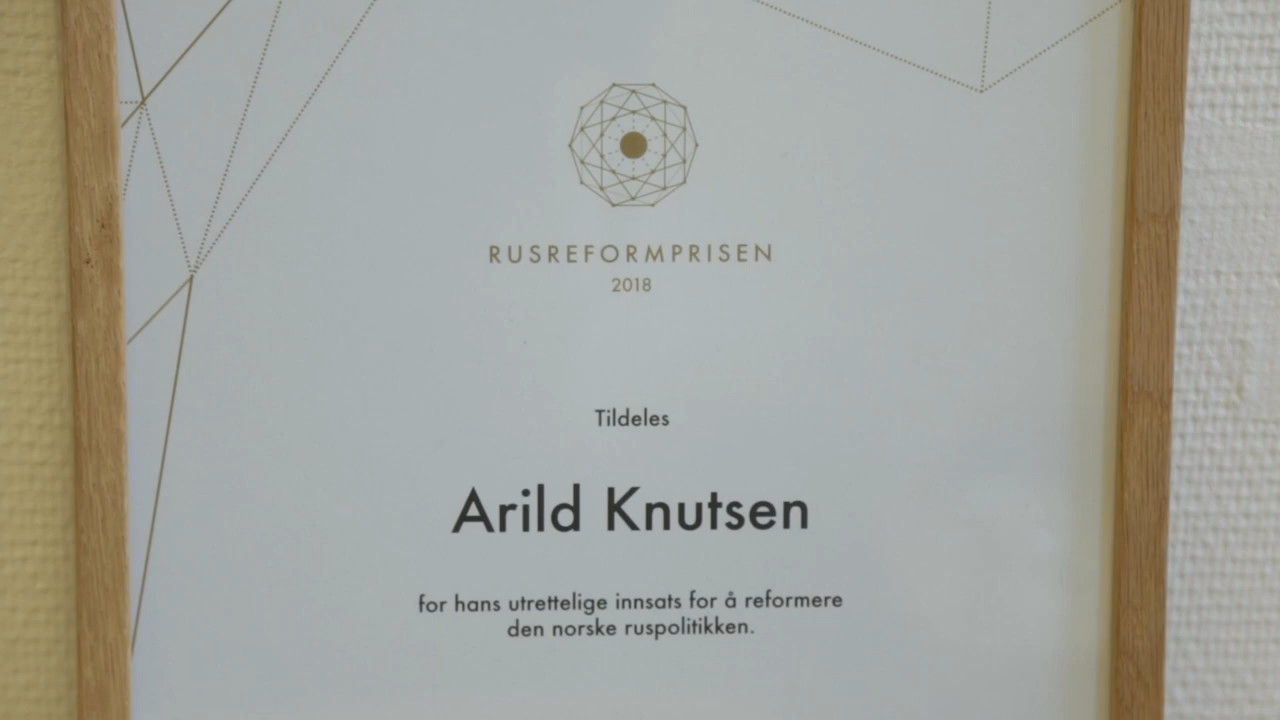 RUSREFORMPRISEN
2018
Tildeles
Arild Knutsen
for hans utrettelige innsats for å reformere
den norske ruspolitikken.